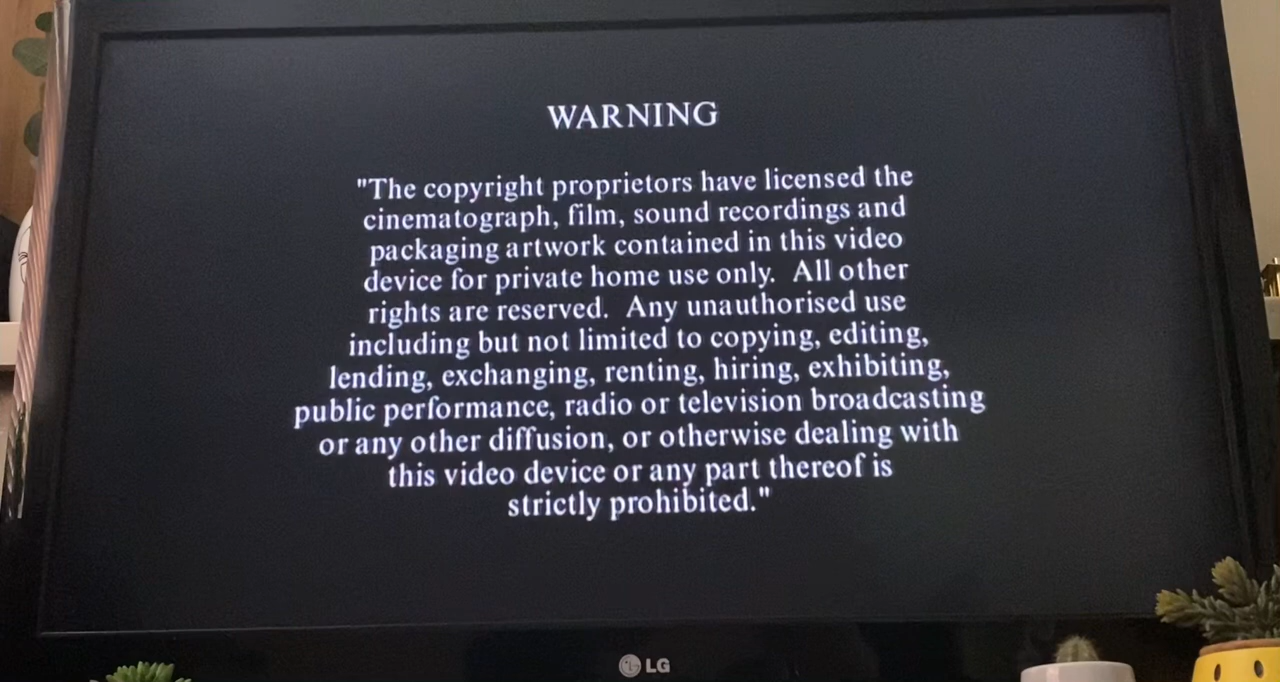 WARNING
"The copyright proprietors have licensed the
cinematograph, film, sound recordings and
packaging artwork contained in this video
device for private home use only.  All other
rights are reserved.  Any unauthorised use
including but not limited to copying, editing,
lending, exchanging, renting, hiring, exhibiting,
public performance, radio or television broadcasting
or any other diffusion, or otherwise dealing with
this video device or any part thereof is
strictly prohibited."
LG